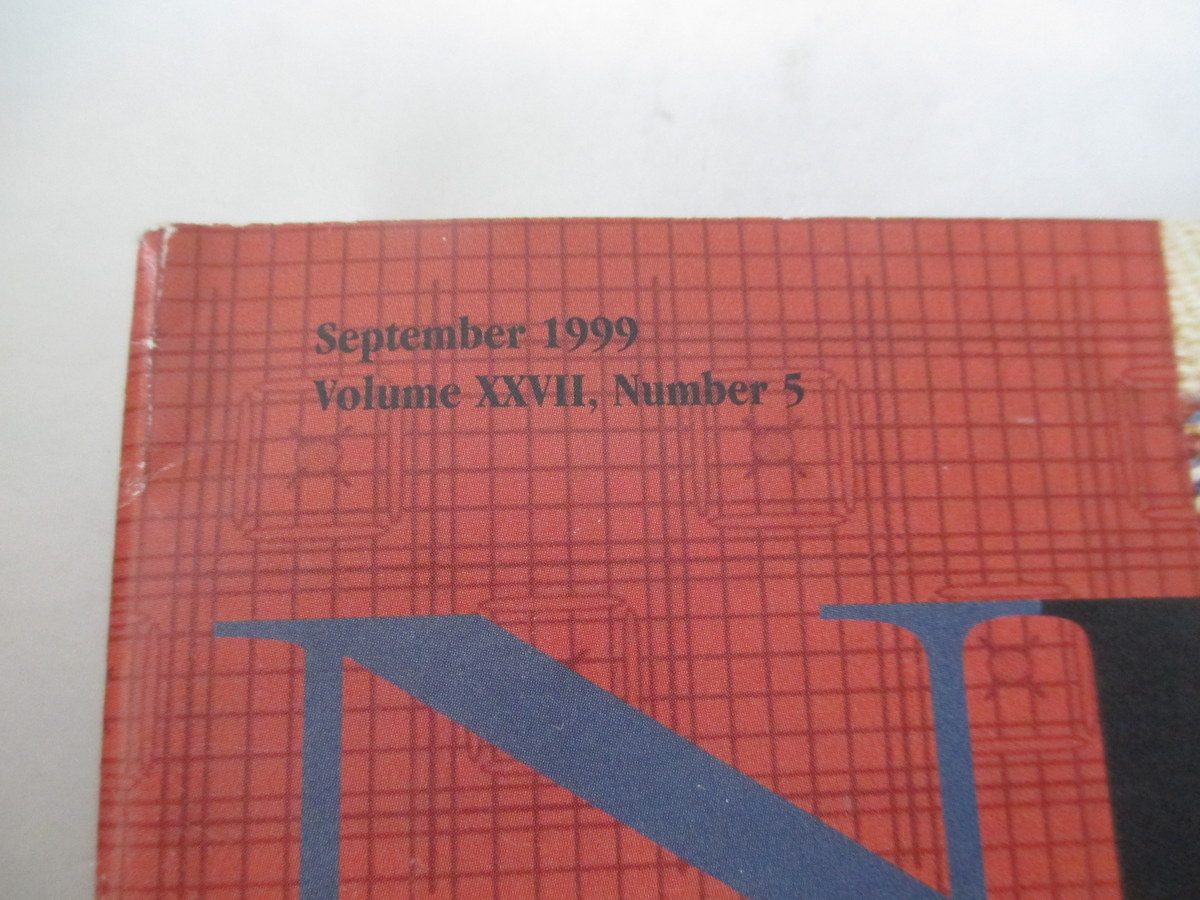 September 1999
Volume XXVII, Number 5
N